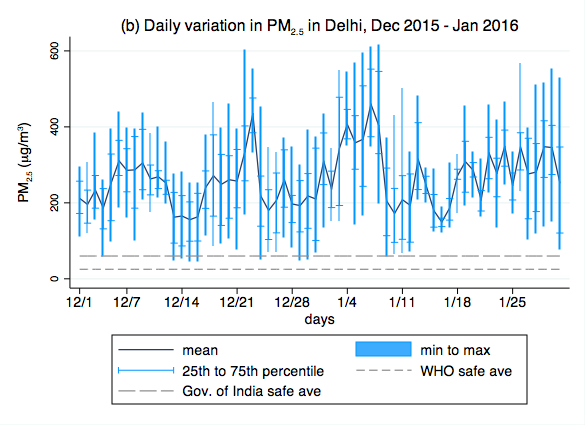 (b) Daily variation in PM2.5 in Delhi, Dec 2015 - Jan 2016
PM2.5 (µg/m³)
600
400
200
0
12/1 12/7 12/14 12/21 12/28 1/4 1/11 1/18 1/25
days
mean min to max
25th to 75th percentile WHO safe ave
Gov. of India safe ave